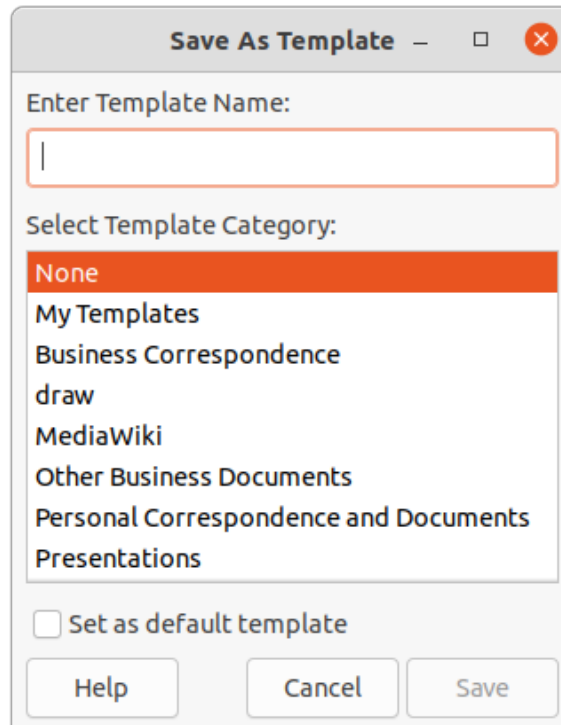 Save As Template
Enter Template Name:
Select Template Category:
None
My Templates
Business Correspondence
draw
MediaWiki
Other Business Documents
Personal Correspondence and Documents
Presentations
Set as default template
Help Cancel Save